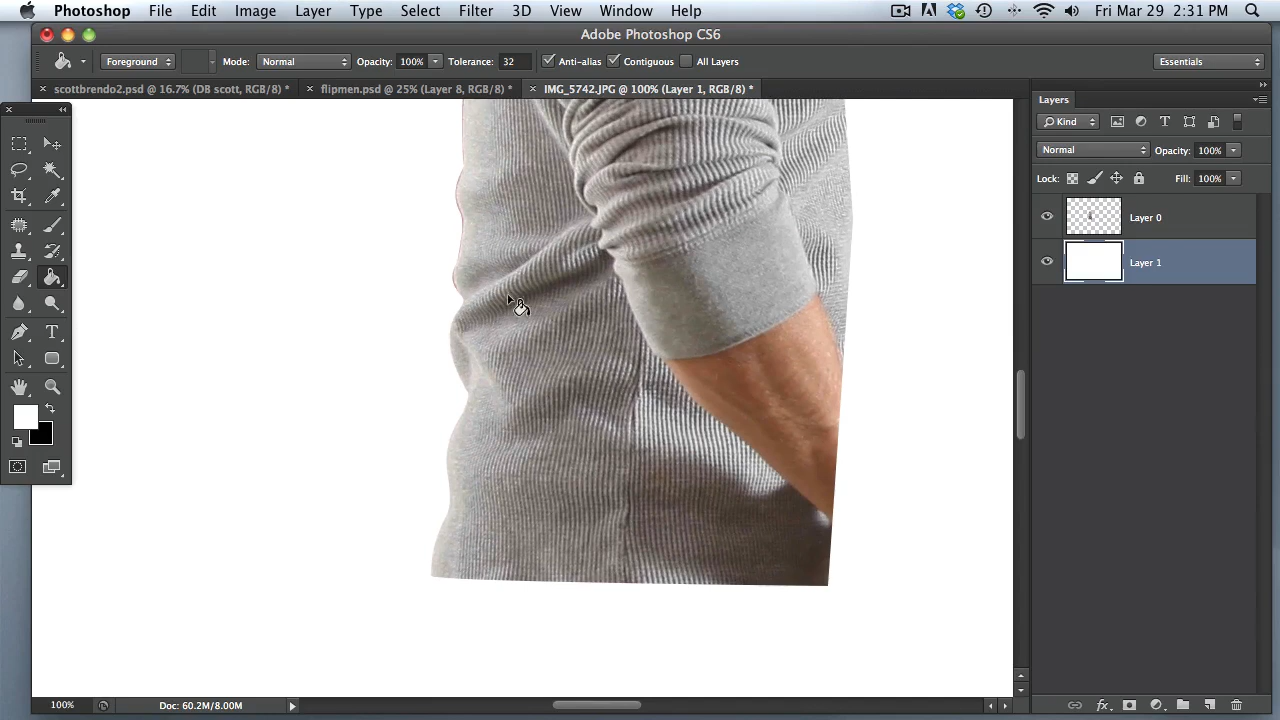 Photoshop File Edit Image Layer Type Select Filter 3D View Window Help Fri Mar 29 2:31 PM
Adobe Photoshop CS6
Foreground Mode: Normal Opacity: 100% Tolerance: 32 Anti-alias Contiguous All Layers Essentials
× scottbrendo2.psd @ 16.7% (DB scott, RGB/8) * × flipmen.psd @ 25% (Layer 8, RGB/8) * × IMG_5742.JPG @ 100% (Layer 1, RGB/8) *
Layers
Kind
Normal Opacity: 100%
Lock: Fill: 100%
Layer 0
Layer 1
100% Doc: 60.2M/8.00M